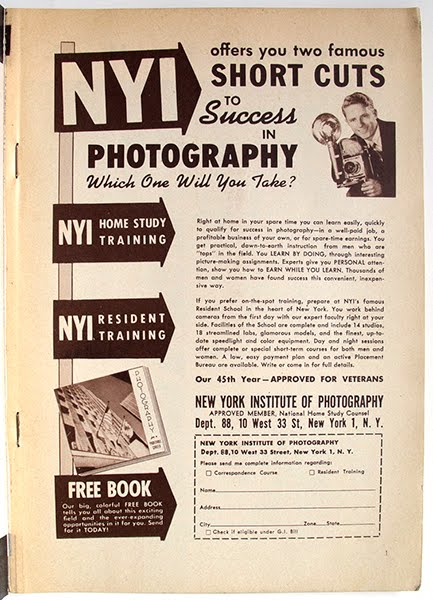 NYI
offers you two famous
SHORT CUTS
TO
Success
IN
PHOTOGRAPHY
Which One Will You Take?
NYI HOME STUDY
TRAINING
Right at home in your spare time you can learn easily, quickly
to qualify for success in photography—in a well-paid job, a
profitable business of your own, or for spare-time earnings. You
get practical, down-to-earth instruction from men who are
"tops" in the field. You LEARN BY DOING, through interesting
picture-making assignments. Experts give you PERSONAL atten-
tion, show you how to EARN WHILE YOU LEARN. Thousands of
men and women have found success this convenient, inexpen-
sive way.
NYI RESIDENT
TRAINING
If you prefer on-the-spot training, prepare at NYI's famous
Resident School in the heart of New York. You work behind
cameras from the first day with our expert faculty right at your
side. Facilities of the School are complete and include 14 studios,
18 streamlined labs, glamorous models, and the finest, up-to-
date speedlight and color equipment. Day and night sessions
offer complete or special short-term courses for both men and
women. A low, easy payment plan and an active Placement
Bureau are available. Write or come in for full details.
Our 45th Year—APPROVED FOR VETERANS
NEW YORK INSTITUTE OF PHOTOGRAPHY
APPROVED MEMBER, National Home Study Council
Dept. 88, 10 West 33 St, New York 1, N. Y.
PHOTOGRAPHY
FREE BOOK
Our big, colorful FREE BOOK
tells you all about this exciting
field and the ever-expanding
opportunities in it for you. Send
for it TODAY!
NEW YORK INSTITUTE OF PHOTOGRAPHY
Dept. 88, 10 West 33 Street, New York 1, N. Y.
Please send me complete information regarding:
Correspondence Course Resident Training
Name
Address
City Zone State
Check if eligible under G.I. Bill